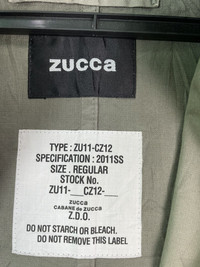 zucca
TYPE : ZU11-CZ12
SPECIFICATION : 2011SS
SIZE . REGULAR
STOCK No.
ZU11-___CZ12-___
zucca
CABANE de ZUCCa
Z.D.O.
DO NOT STARCH OR BLEACH.
DO NOT REMOVE THIS LABEL